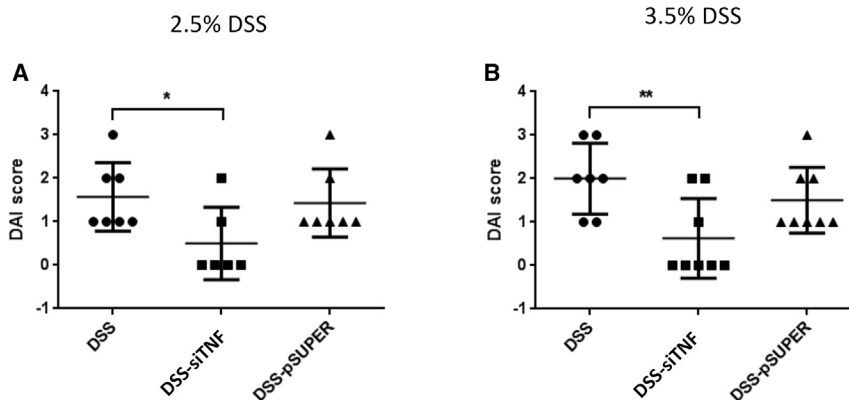 2.5% DSS
A
DAI score
4
3
2
1
0
-1
*
DSS
DSS-siTNF
DSS-pSUPER
3.5% DSS
B
DAI score
4
3
2
1
0
-1
**
DSS
DSS-siTNF
DSS-pSUPER